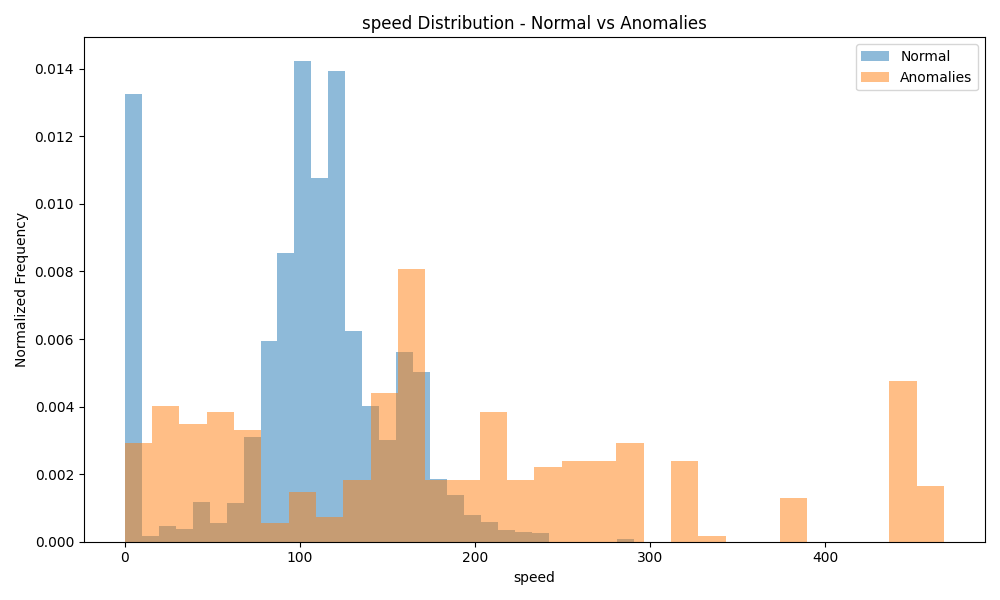 speed Distribution - Normal vs Anomalies
Normal
Anomalies
Normalized Frequency
0.014
0.012
0.010
0.008
0.006
0.004
0.002
0.000
0 100 200 300 400
speed